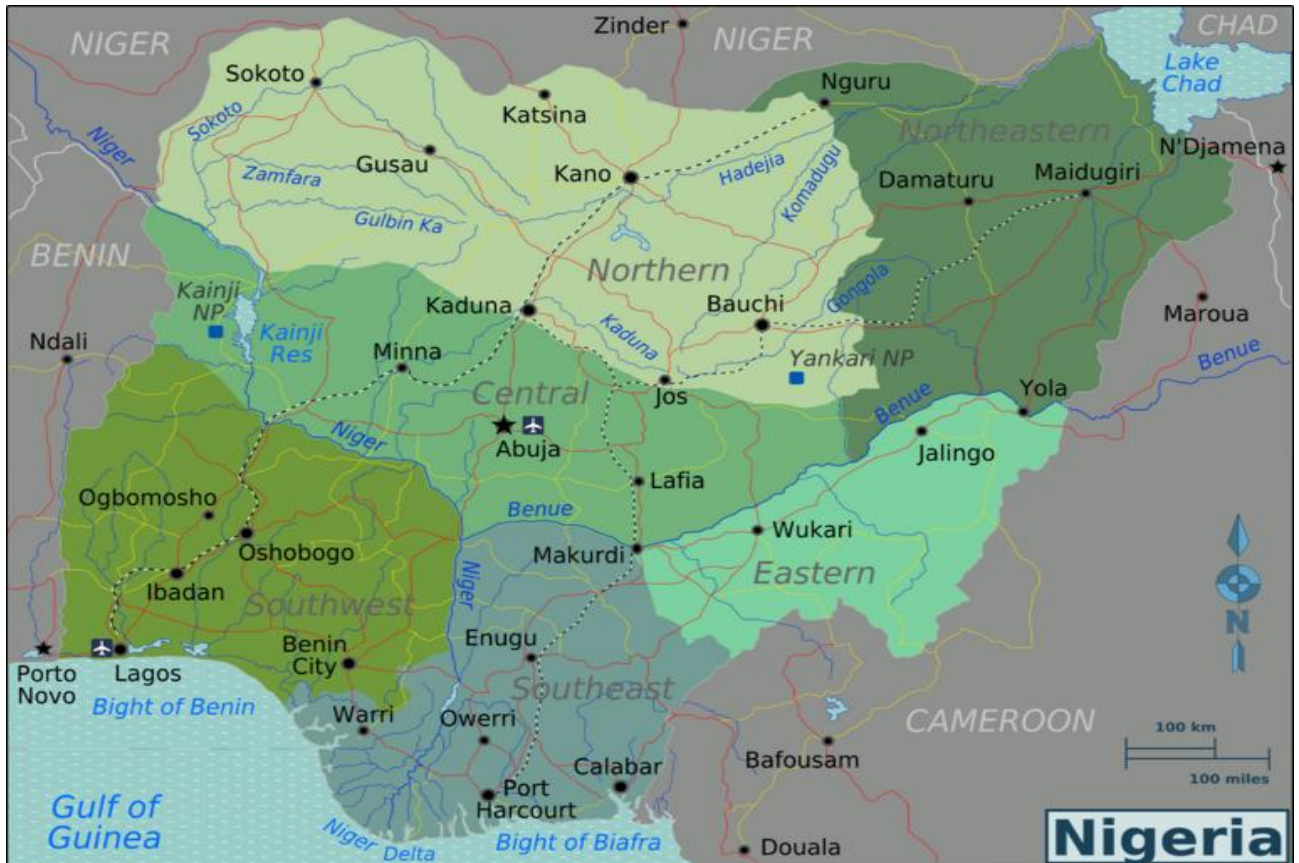 NIGER
Zinder
NIGER
CHAD
Lake
Chad
Sokoto
Katsina
Nguru
Northeastern
Niger
Sokoto
Gusau
Zamfara
Kano
Hadejia
Komadugu
Damaturu
Maidugiri
N'Djamena
Gulbin Ka
BENIN
Northern
Kainji
NP
Kaduna
Bauchi
Gongola
Maroua
Ndali
Kainji
Res
Minna
Kaduna
Yankari NP
Benue
Central
Jos
Benue
Yola
Niger
Abuja
Jalingo
Ogbomosho
Lafia
Benue
Oshobogo
Makurdi
Wukari
Ibadan
Niger
Eastern
Southwest
N
Benin
City
Enugu
Porto
Novo
Lagos
Southeast
Bight of Benin
Warri
Owerri
CAMEROON
100 km
Bafousam
100 miles
Calabar
Port
Harcourt
Gulf of
Guinea
Niger
Delta
Bight of Biafra
Douala
Nigeria